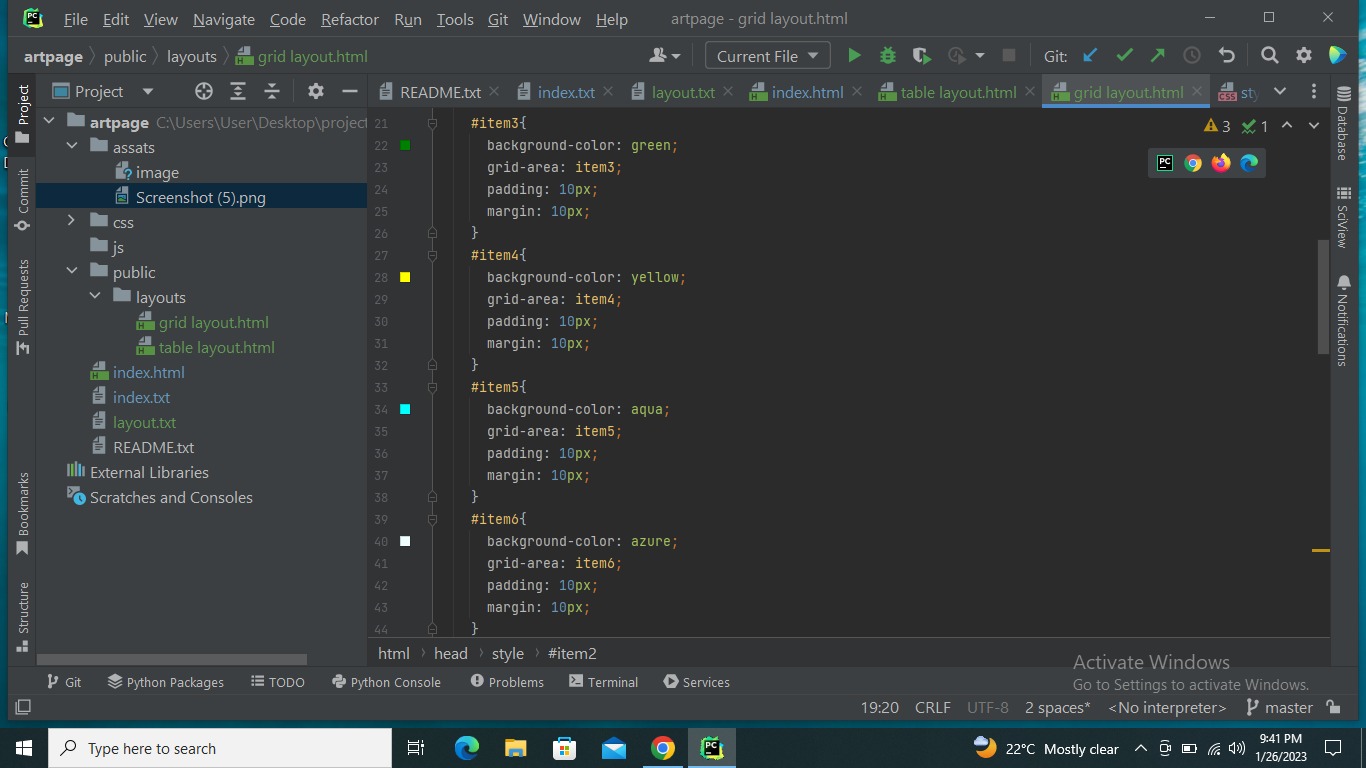 File Edit View Navigate Code Refactor Run Tools Git Window Help artpage - grid layout.html
artpage public layouts grid layout.html Current File Git:
Project README.txt index.txt layout.txt index.html table layout.html grid layout.html CSS sty
Project
Commit
Pull Requests
Bookmarks
Structure
artpage C:\Users\User\Desktop\project
assats
image
Screenshot (5).png
css
js
public
layouts
grid layout.html
table layout.html
index.html
index.txt
layout.txt
README.txt
External Libraries
Scratches and Consoles
21 #item3{
22 background-color: green;
23 grid-area: item3;
24 padding: 10px;
25 margin: 10px;
26 }
27 #item4{
28 background-color: yellow;
29 grid-area: item4;
30 padding: 10px;
31 margin: 10px;
32 }
33 #item5{
34 background-color: aqua;
35 grid-area: item5;
36 padding: 10px;
37 margin: 10px;
38 }
39 #item6{
40 background-color: azure;
41 grid-area: item6;
42 padding: 10px;
43 margin: 10px;
44 }
3 1
Database
SciView
Notifications
html head style #item2
Activate Windows
Go to Settings to activate Windows.
Git Python Packages TODO Python Console Problems Terminal Services
19:20 CRLF UTF-8 2 spaces* <No interpreter> master
Type here to search
22°C Mostly clear
9:41 PM
1/26/2023